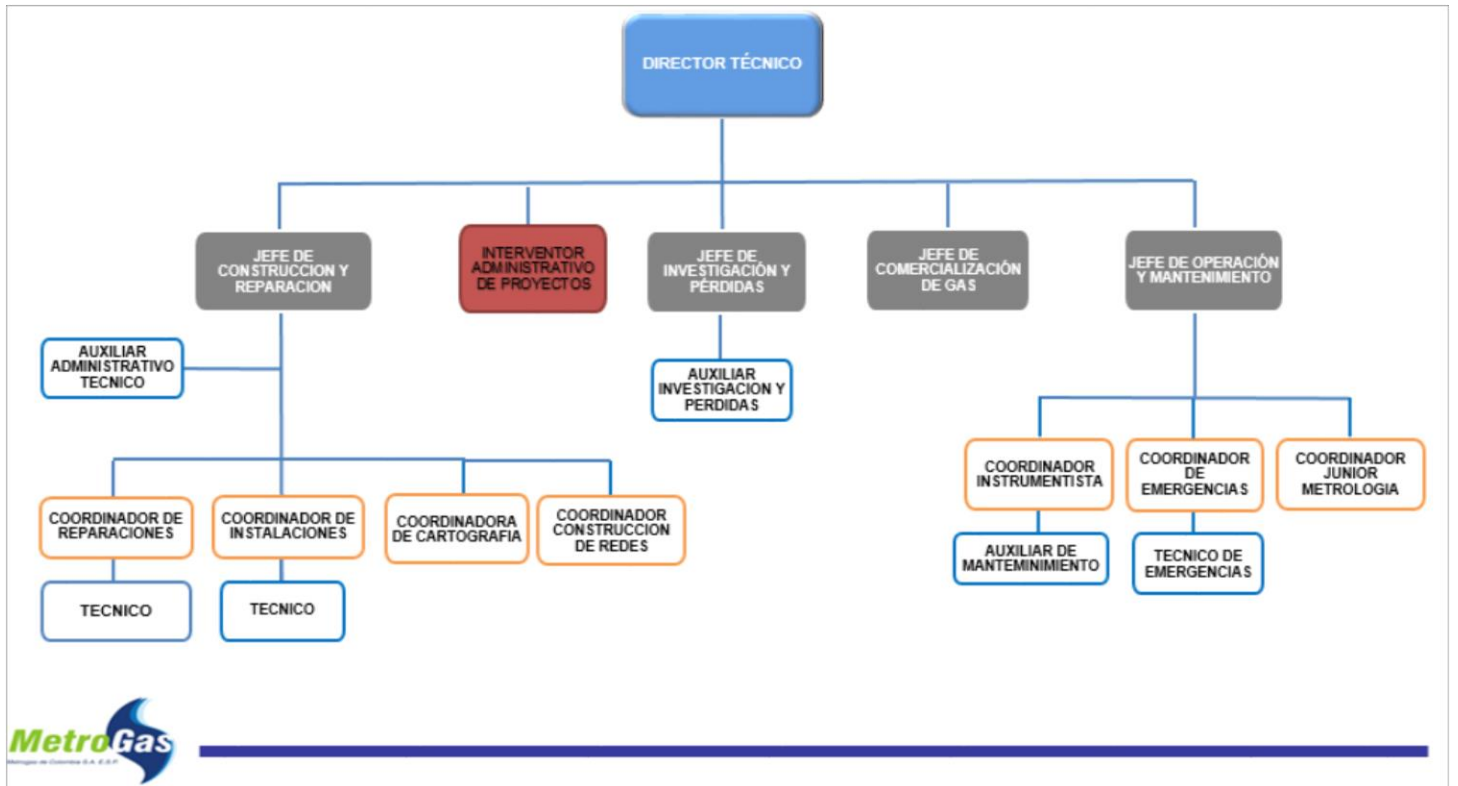 DIRECTOR TÉCNICO
JEFE DE
CONSTRUCCION Y
REPARACION
INTERVENTOR
ADMINISTRATIVO
DE PROYECTOS
JEFE DE
INVESTIGACIÓN Y
PÉRDIDAS
JEFE DE
COMERCIALIZACIÓN
DE GAS
JEFE DE OPERACIÓN
Y MANTENIMIENTO
AUXILIAR
ADMINISTRATIVO
TECNICO
AUXILIAR
INVESTIGACION Y
PERDIDAS
COORDINADOR DE
REPARACIONES
COORDINADOR DE
INSTALACIONES
COORDINADORA
DE CARTOGRAFIA
COORDINADOR
CONSTRUCCION
DE REDES
COORDINADOR
INSTRUMENTISTA
COORDINADOR
DE
EMERGENCIAS
COORDINADOR
JUNIOR
METROLOGIA
TECNICO
TECNICO
AUXILIAR DE
MANTEMINIMIENTO
TECNICO DE
EMERGENCIAS
MetroGas
Metrogas de Colombia S.A. E.S.P.